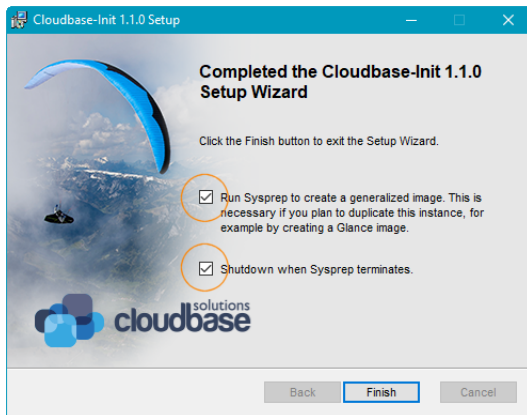 Cloudbase-Init 1.1.0 Setup
Completed the Cloudbase-Init 1.1.0
Setup Wizard
Click the Finish button to exit the Setup Wizard.
Run Sysprep to create a generalized image. This is
necessary if you plan to duplicate this instance, for
example by creating a Glance image.
Shutdown when Sysprep terminates.
solutions
cloudbase
Back
Finish
Cancel